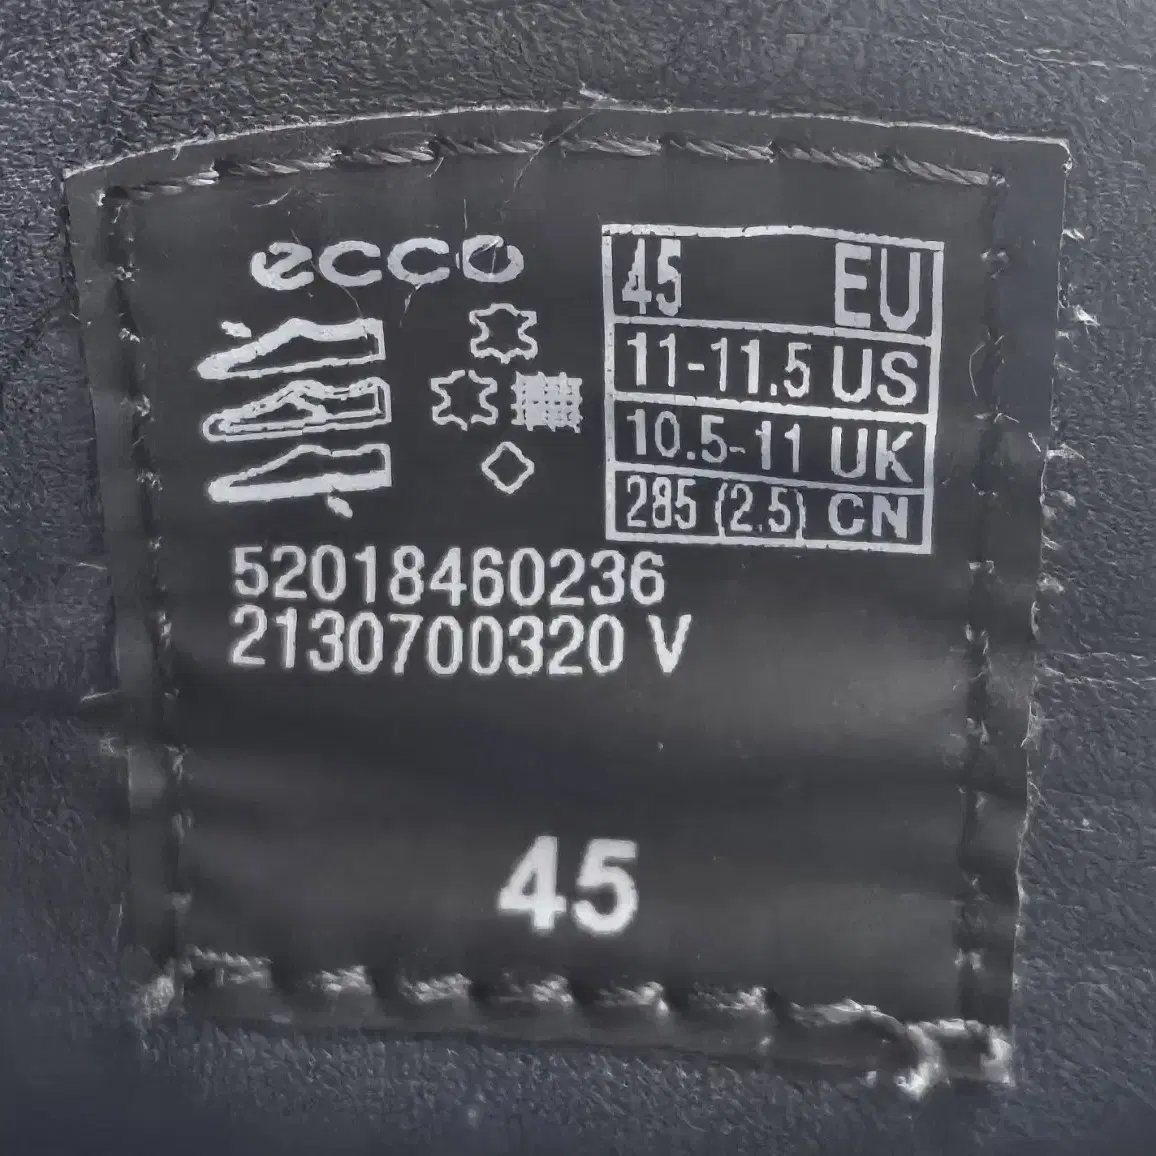 ecco
45 EU
11-11.5 US
10.5-11 UK
285 (2.5) CN
52018460236
2130700320 V
45